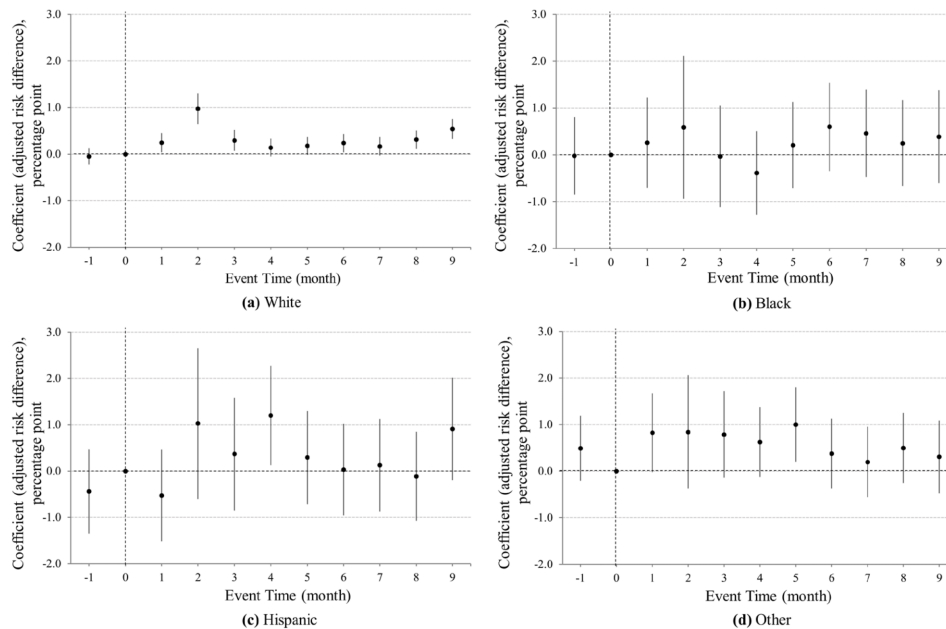 Coefficient (adjusted risk difference),
percentage point
3.0
2.0
1.0
0.0
-1.0
-2.0
-1 0 1 2 3 4 5 6 7 8 9
Event Time (month)
(a) White
Coefficient (adjusted risk difference),
percentage point
3.0
2.0
1.0
0.0
-1.0
-2.0
-1 0 1 2 3 4 5 6 7 8 9
Event Time (month)
(b) Black
Coefficient (adjusted risk difference),
percentage point
3.0
2.0
1.0
0.0
-1.0
-2.0
-1 0 1 2 3 4 5 6 7 8 9
Event Time (month)
(c) Hispanic
Coefficient (adjusted risk difference),
percentage point
3.0
2.0
1.0
0.0
-1.0
-2.0
-1 0 1 2 3 4 5 6 7 8 9
Event Time (month)
(d) Other